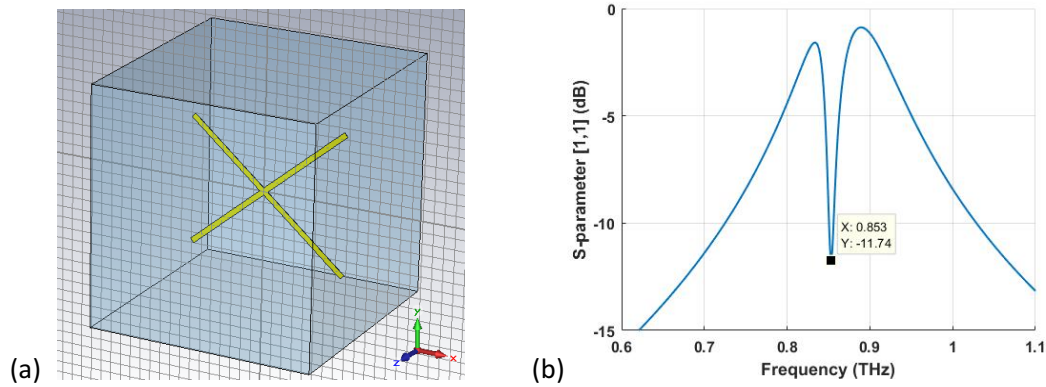 (a)
y
x
z
(b)
S-parameter [1,1] (dB)
0
-5
-10
-15
X: 0.853
Y: -11.74
0.6 0.7 0.8 0.9 1 1.1
Frequency (THz)